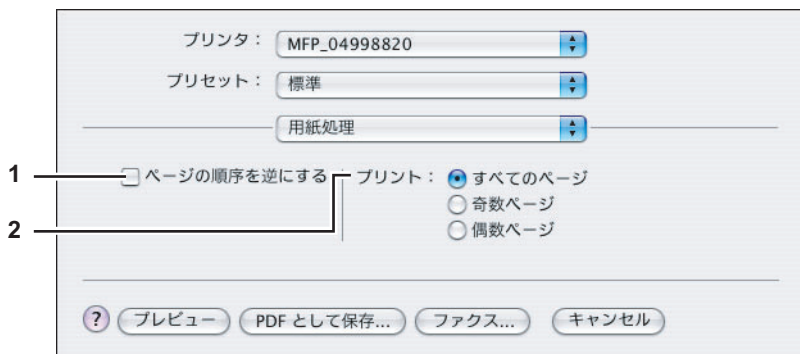 プリンタ： MFP_04998820
プリセット： 標準
用紙処理
1 ページの順序を逆にする プリント： すべてのページ
奇数ページ
2 偶数ページ
? プレビュー PDF として保存... ファクス... キャンセル